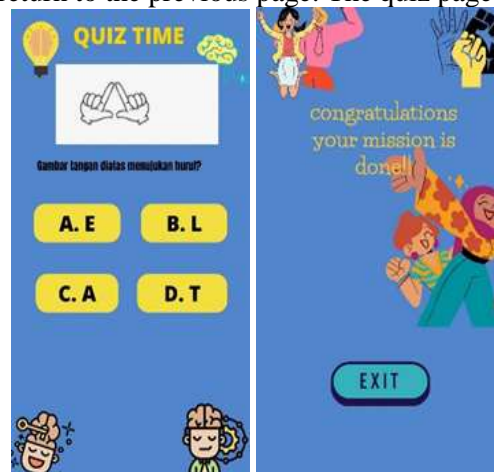 return to the previous page. The quiz page
QUIZ TIME
Gambar tangan diatas menujukan huruf?
A. E
B. L
C. A
D. T
congratulations
your mission is
done!!
EXIT